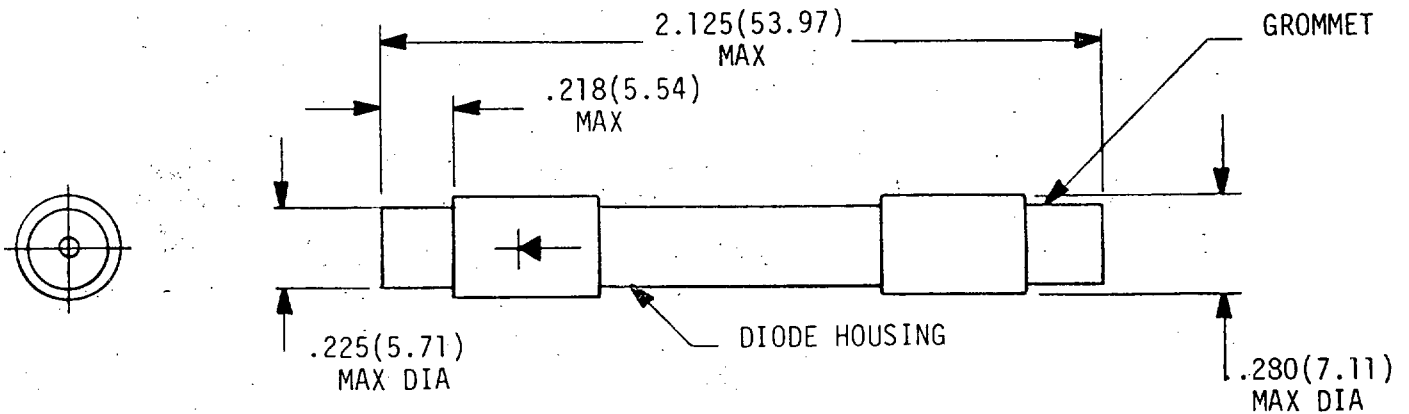 2.125(53.97)
MAX
GROMMET
.218(5.54)
MAX
DIODE HOUSING
.225(5.71)
MAX DIA
.280(7.11)
MAX DIA